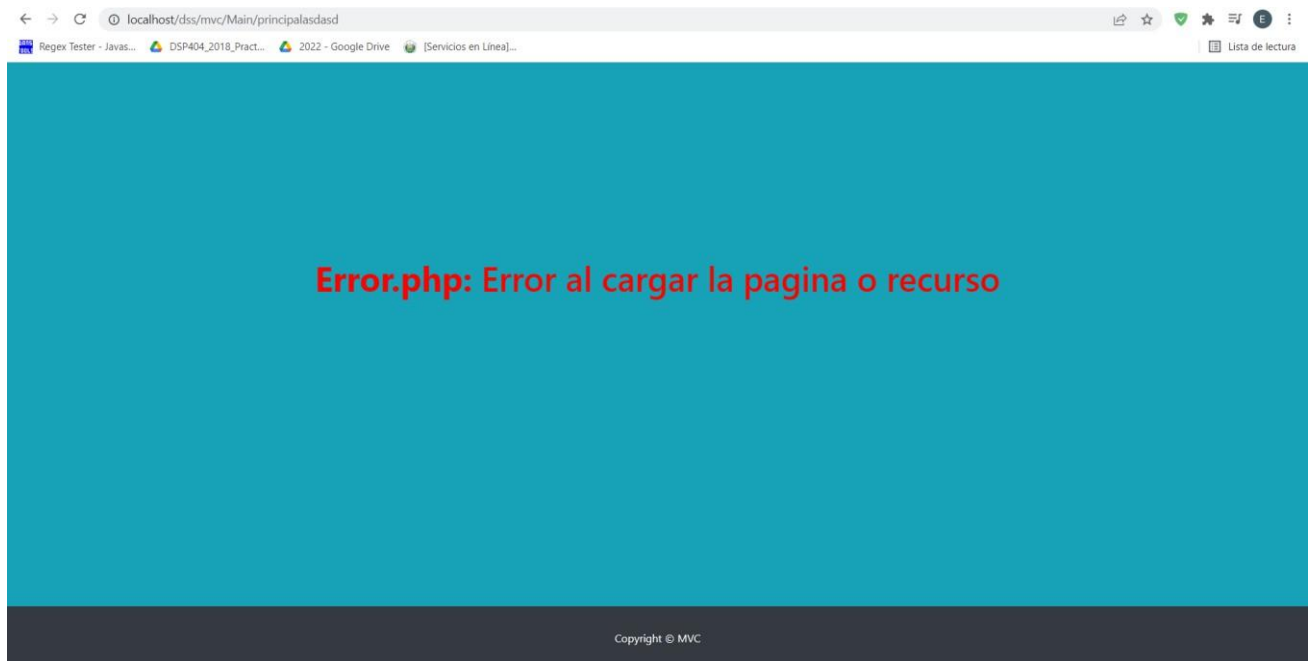 localhost/dss/mvc/Main/principalasdasd
E
Regex Tester - Javas... DSP404_2018_Pract... 2022 - Google Drive [Servicios en Línea]... Lista de lectura
Error.php: Error al cargar la pagina o recurso
Copyright © MVC